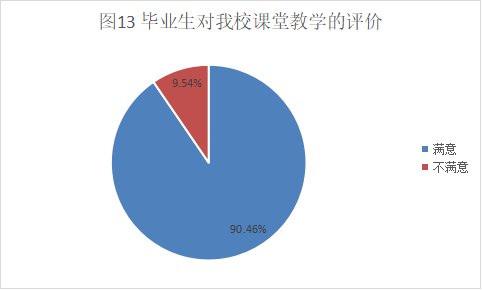 图13 毕业生对我校课堂教学的评价
9.54%
满意
不满意
90.46%